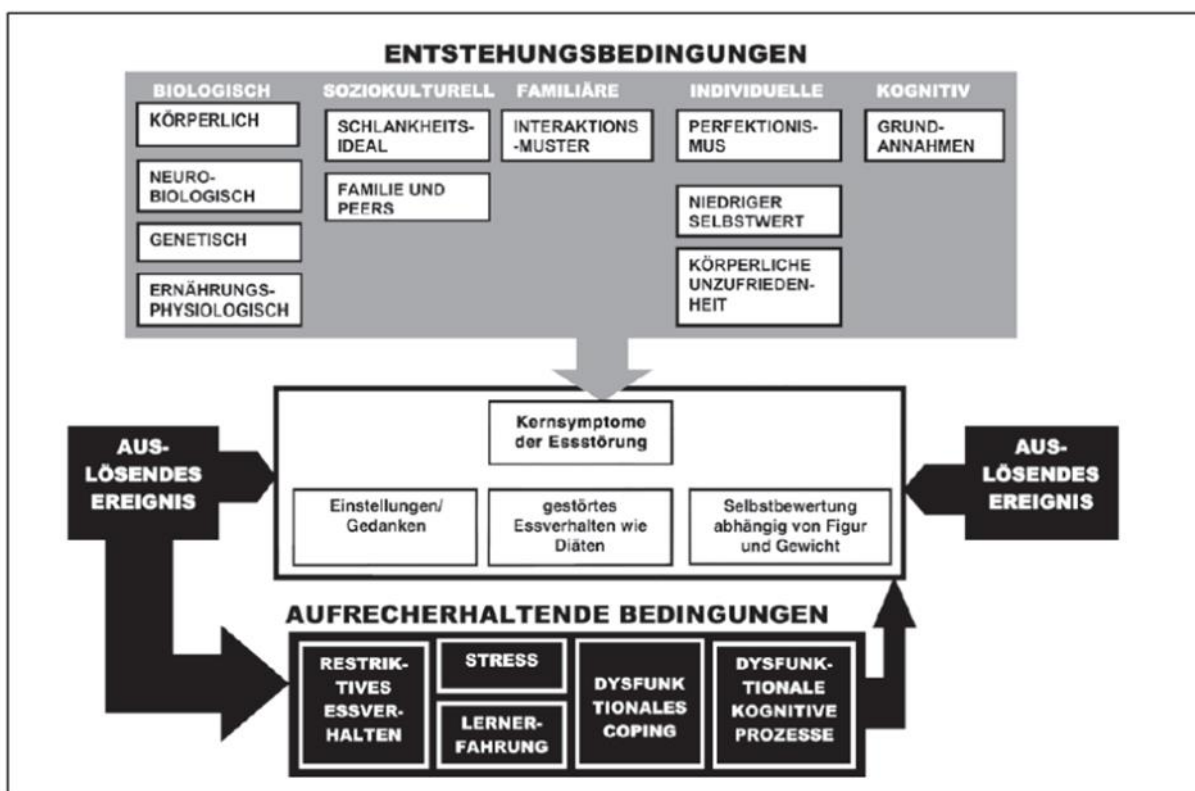 ENTSTEHUNGSBEDINGUNGEN
BIOLOGISCH
KÖRPERLICH
NEURO-
BIOLOGISCH
GENETISCH
ERNÄHRUNGS-
PHYSIOLOGISCH
SOZIOKULTURELL
SCHLANKHEITS-
IDEAL
FAMILIE UND
PEERS
FAMILIÄRE
INTERAKTIONS
-MUSTER
INDIVIDUELLE
PERFEKTIONIS-
MUS
NIEDRIGER
SELBSTWERT
KÖRPERLICHE
UNZUFRIEDEN-
HEIT
KOGNITIV
GRUND-
ANNAHMEN
AUS-
LÖSENDES
EREIGNIS
Kernsymptome
der Essstörung
Einstellungen/
Gedanken
gestörtes
Essverhalten wie
Diäten
Selbstbewertung
abhängig von Figur
und Gewicht
AUS-
LÖSENDES
EREIGNIS
AUFRECHERHALTENDE BEDINGUNGEN
RESTRIK-
TIVES
ESSVER-
HALTEN
STRESS
LERNER-
FAHRUNG
DYSFUNK
TIONALES
COPING
DYSFUNK-
TIONALE
KOGNITIVE
PROZESSE